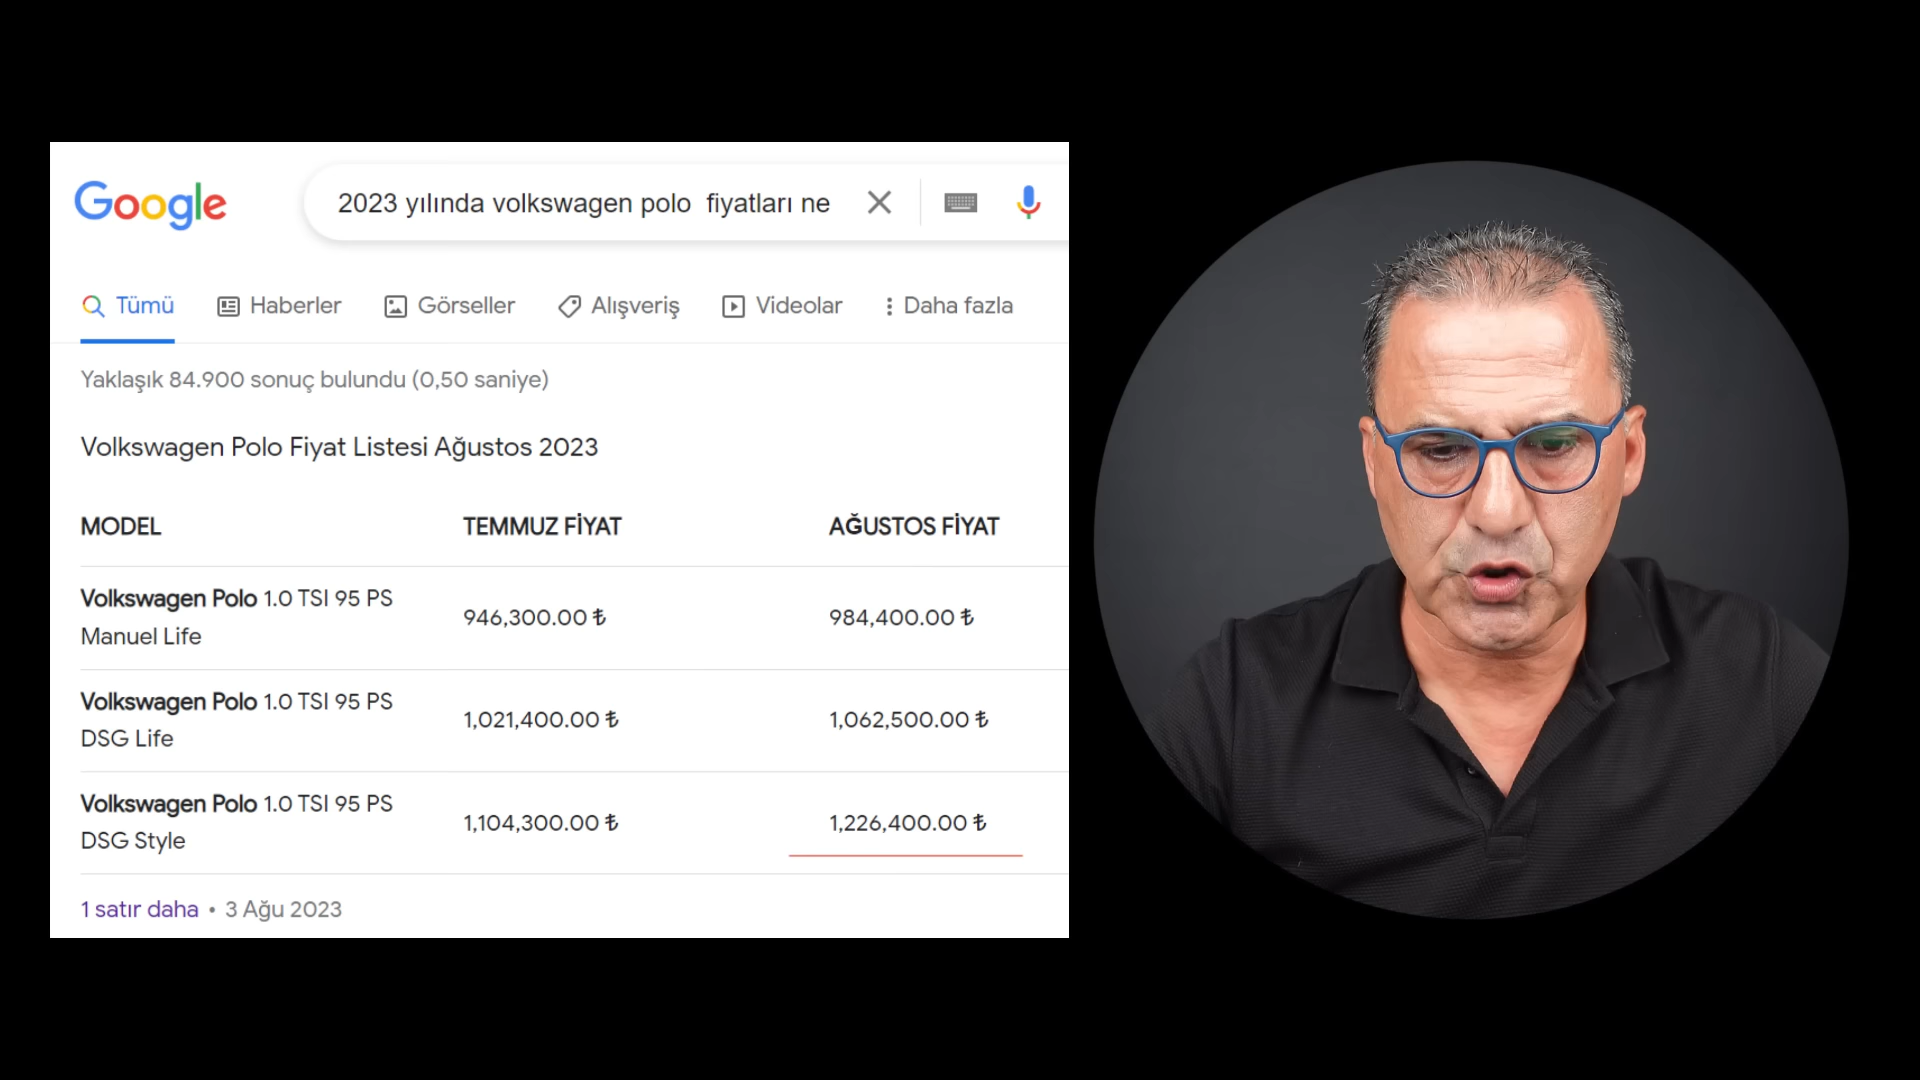 Google
2023 yılında volkswagen polo fiyatları ne
Tümü Haberler Görseller Alışveriş Videolar Daha fazla
Yaklaşık 84.900 sonuç bulundu (0,50 saniye)
Volkswagen Polo Fiyat Listesi Ağustos 2023
MODEL TEMMUZ FİYAT AĞUSTOS FİYAT
Volkswagen Polo 1.0 TSI 95 PS
Manuel Life
946,300.00 ₺ 984,400.00 ₺
Volkswagen Polo 1.0 TSI 95 PS
DSG Life
1,021,400.00 ₺ 1,062,500.00 ₺
Volkswagen Polo 1.0 TSI 95 PS
DSG Style
1,104,300.00 ₺ 1,226,400.00 ₺
1 satır daha • 3 Ağu 2023